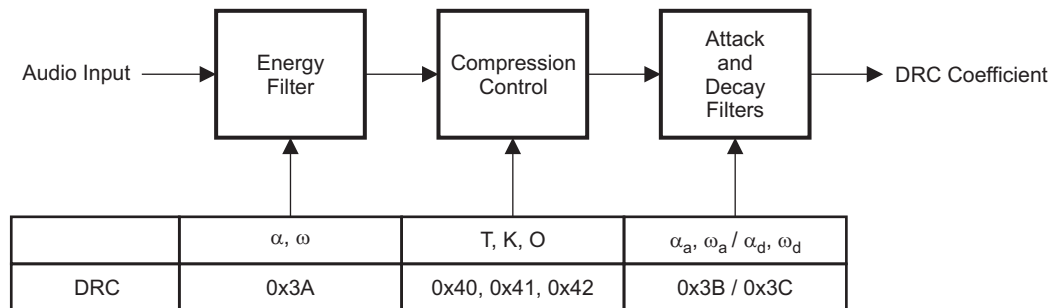 Audio Input
Energy
Filter
Compression
Control
Attack
and
Decay
Filters
DRC Coefficient
α, ω
T, K, O
αa, ωa / αd, ωd
DRC
0x3A
0x40, 0x41, 0x42
0x3B / 0x3C